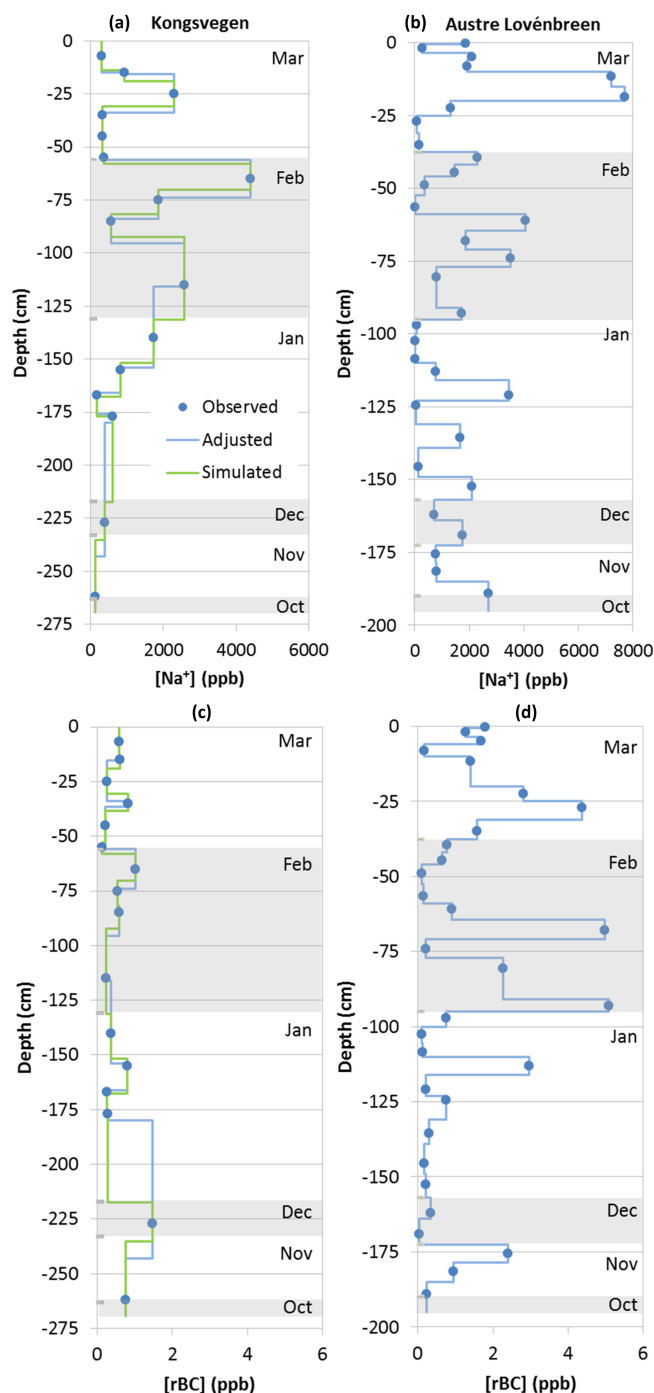 (a) Kongsvegen
0
-25
-50
-75
-100
-125
-150
-175
-200
-225
-250
-275
Depth (cm)
Mar
Feb
Jan
Dec
Nov
Oct
Observed
Adjusted
Simulated
0 2000 4000 6000
[Na⁺] (ppb)
(b) Austre Lovénbreen
0
-25
-50
-75
-100
-125
-150
-175
-200
Depth (cm)
Mar
Feb
Jan
Dec
Nov
Oct
0 2000 4000 6000 8000
[Na⁺] (ppb)
(c)
0
-25
-50
-75
-100
-125
-150
-175
-200
-225
-250
-275
Depth (cm)
Mar
Feb
Jan
Dec
Nov
Oct
0 2 4 6
[rBC] (ppb)
(d)
0
-25
-50
-75
-100
-125
-150
-175
-200
Depth (cm)
Mar
Feb
Jan
Dec
Nov
Oct
0 2 4 6
[rBC] (ppb)